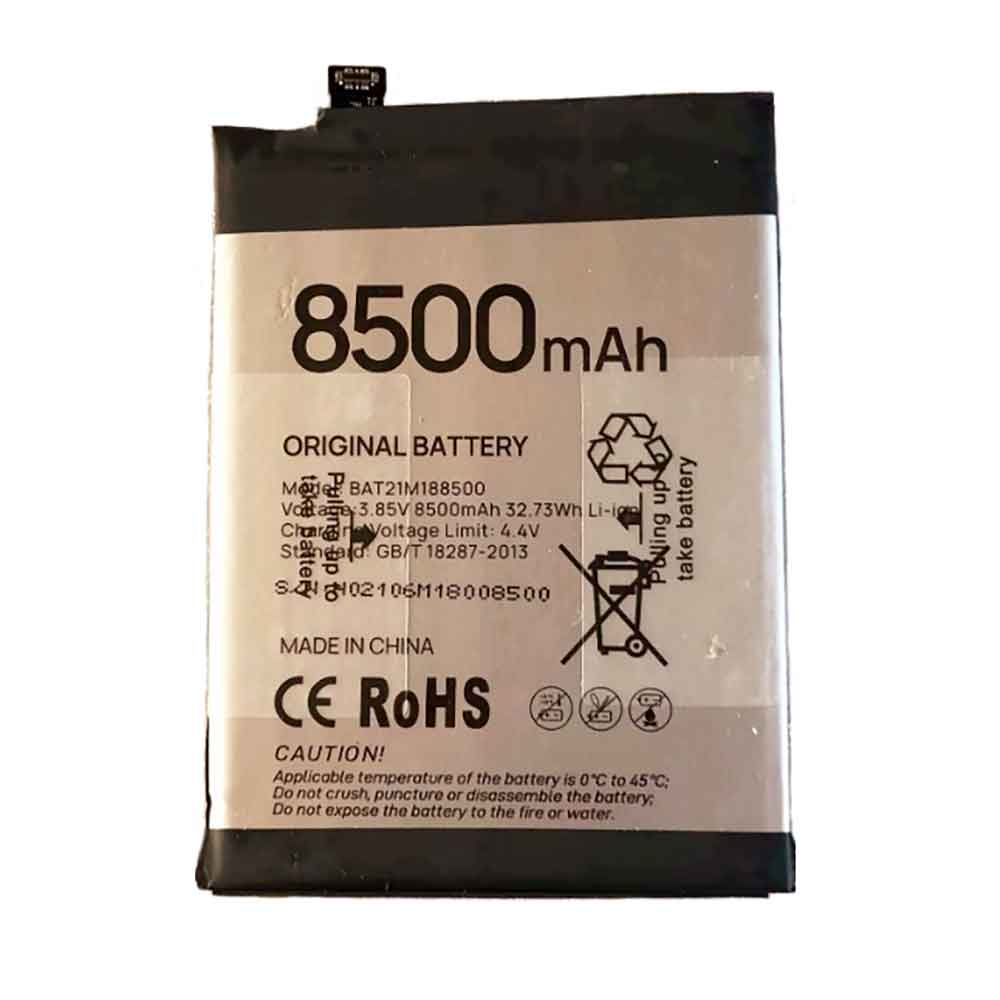 8500mAh
ORIGINAL BATTERY
Model: BAT21M188500
Voltage: 3.85V 8500mAh 32.73Wh Li-ion
Charging Voltage Limit: 4.4V
Standard: GB/T 18287-2013
H02106M18008500
MADE IN CHINA
CE RoHS
CAUTION!
Applicable temperature of the battery is 0°C to 45°C;
Do not crush, puncture or disassemble the battery;
Do not expose the battery to the fire or water.
Pulling up to
take battery
Pulling up to
take battery